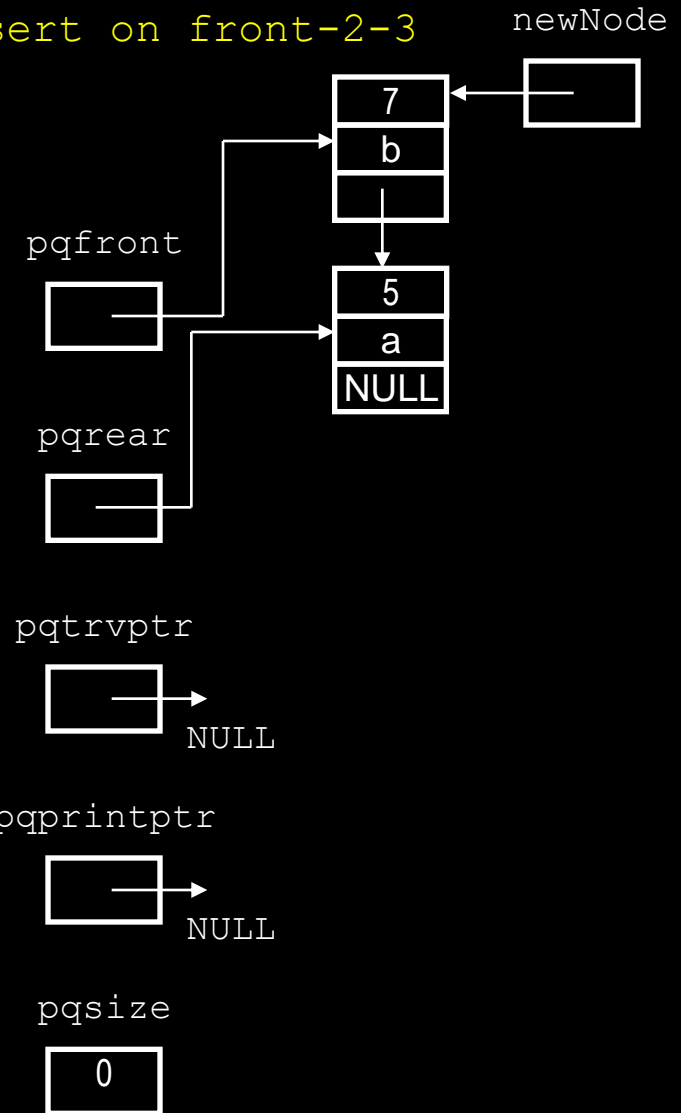 sert on front-2-3
newNode
7
b
pqfront
5
a
NULL
pqrear
pqtrvptr
NULL
pqprintptr
NULL
pqsize
0